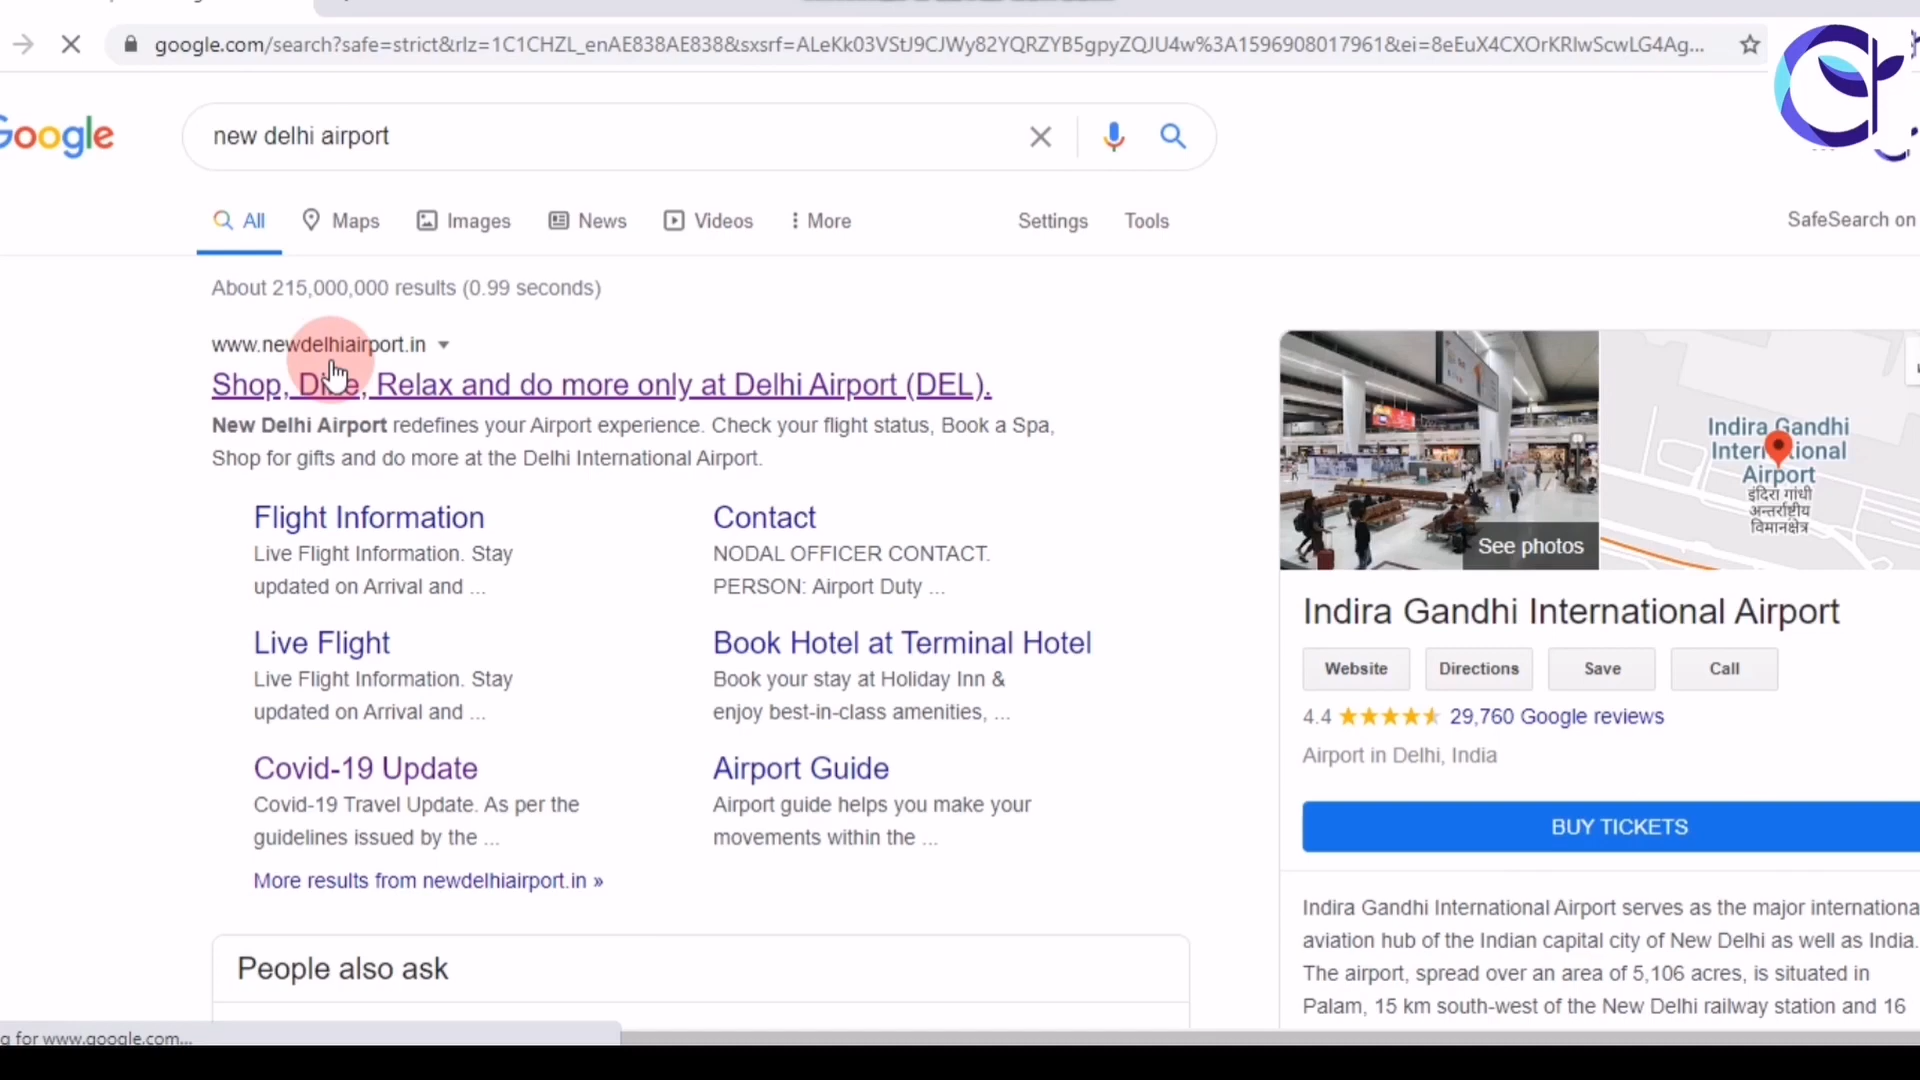 google.com/search?safe=strict&rlz=1C1CHZL_enAE838AE838&sxsrf=ALeKk03VStJ9CJWy82YQRZYB5gpyZQJU4w%3A1596908017961&ei=8eEuX4CXOrKRlwScwLG4Ag...
Google
new delhi airport
All Maps Images News Videos More Settings Tools SafeSearch on
About 215,000,000 results (0.99 seconds)
www.newdelhiairport.in
Shop, Dine, Relax and do more only at Delhi Airport (DEL).
New Delhi Airport redefines your Airport experience. Check your flight status, Book a Spa,
Shop for gifts and do more at the Delhi International Airport.
Flight Information
Live Flight Information. Stay
updated on Arrival and ...
Contact
NODAL OFFICER CONTACT.
PERSON: Airport Duty ...
Live Flight
Live Flight Information. Stay
updated on Arrival and ...
Book Hotel at Terminal Hotel
Book your stay at Holiday Inn &
enjoy best-in-class amenities, ...
Covid-19 Update
Covid-19 Travel Update. As per the
guidelines issued by the ...
Airport Guide
Airport guide helps you make your
movements within the ...
More results from newdelhiairport.in »
People also ask
See photos
Indira Gandhi
International
Airport
इंदिरा गांधी
अन्तर्राष्ट्रीय
विमानक्षेत्र
Indira Gandhi International Airport
Website Directions Save Call
4.4 29,760 Google reviews
Airport in Delhi, India
BUY TICKETS
Indira Gandhi International Airport serves as the major internationa
aviation hub of the Indian capital city of New Delhi as well as India.
The airport, spread over an area of 5,106 acres, is situated in
Palam, 15 km south-west of the New Delhi railway station and 16
g for www.google.com...